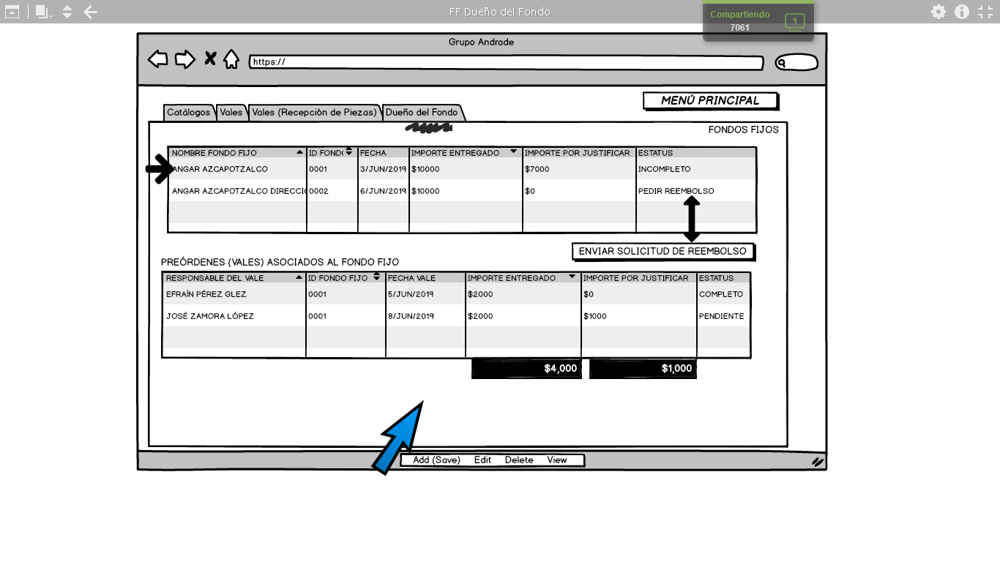 FF Dueño del Fondo
Compartiendo
7061
1
Grupo Andrade
https://
MENÚ PRINCIPAL
Catálogos Vales Vales (Recepción de Piezas) Dueño del Fondo
FONDOS FIJOS
NOMBRE FONDO FIJO ID FOND FECHA IMPORTE ENTREGADO IMPORTE POR JUSTIFICAR ESTATUS
ANGAR AZCAPOTZALCO 0001 3/JUN/2019 $10000 $7000 INCOMPLETO
ANGAR AZCAPOTZALCO DIRECCI 0002 6/JUN/2019 $10000 $0 PEDIR REEMBOLSO
ENVIAR SOLICITUD DE REEMBOLSO
PREÓRDENES (VALES) ASOCIADOS AL FONDO FIJO
RESPONSABLE DEL VALE ID FONDO FIJO FECHA VALE IMPORTE ENTREGADO IMPORTE POR JUSTIFICAR ESTATUS
EFRAÍN PÉREZ GLEZ 0001 5/JUN/2019 $2000 $0 COMPLETO
JOSÉ ZAMORA LÓPEZ 0001 8/JUN/2019 $2000 $1000 PENDIENTE
$4,000 $1,000
Add (Save) Edit Delete View